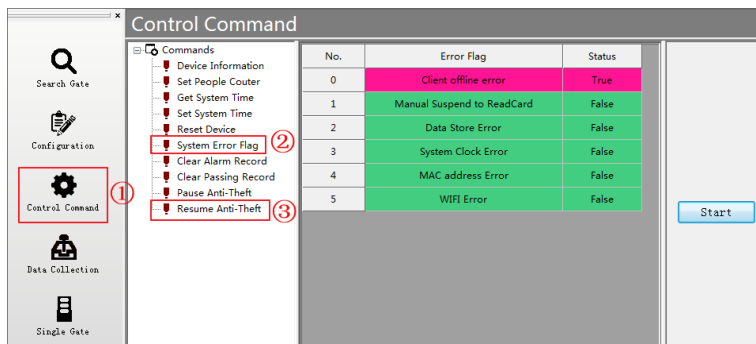 Control Command
Search Gate
Configuration
①
Control Command
Data Collection
Single Gate
Commands
Device Information
Set People Couter
Get System Time
Set System Time
Reset Device
System Error Flag ②
Clear Alarm Record
Clear Passing Record
Pause Anti-Theft
Resume Anti-Theft ③
No. Error Flag Status
0 Client offline error True
1 Manual Suspend to ReadCard False
2 Data Store Error False
3 System Clock Error False
4 MAC address Error False
5 WIFI Error False
Start